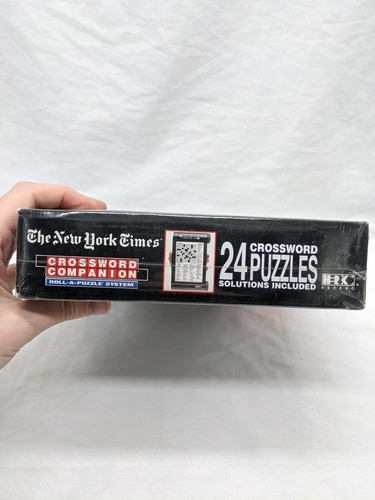 The New York Times
CROSSWORD
COMPANION
ROLL-A-PUZZLE SYSTEM
24 CROSSWORD
PUZZLES
SOLUTIONS INCLUDED